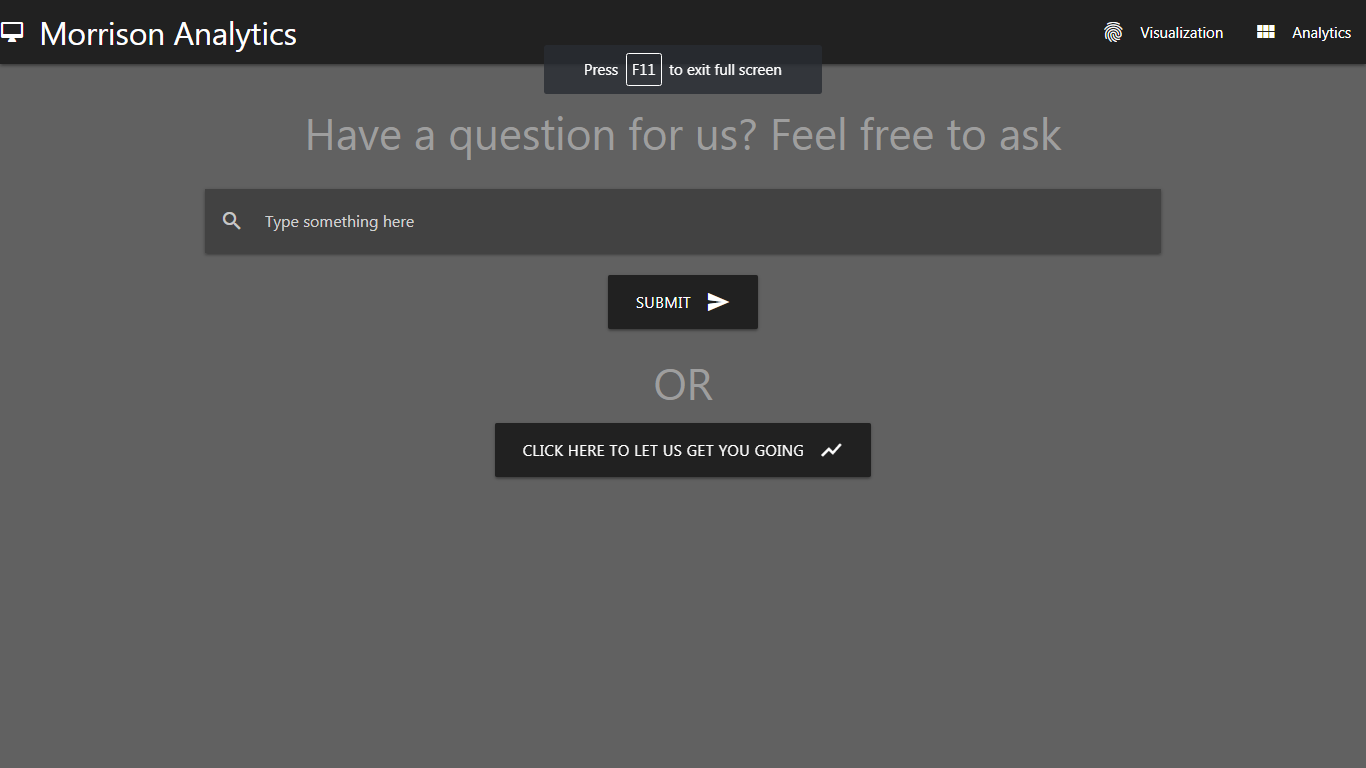 Morrison Analytics
Visualization
Analytics
Press F11 to exit full screen
Have a question for us? Feel free to ask
Type something here
SUBMIT
OR
CLICK HERE TO LET US GET YOU GOING